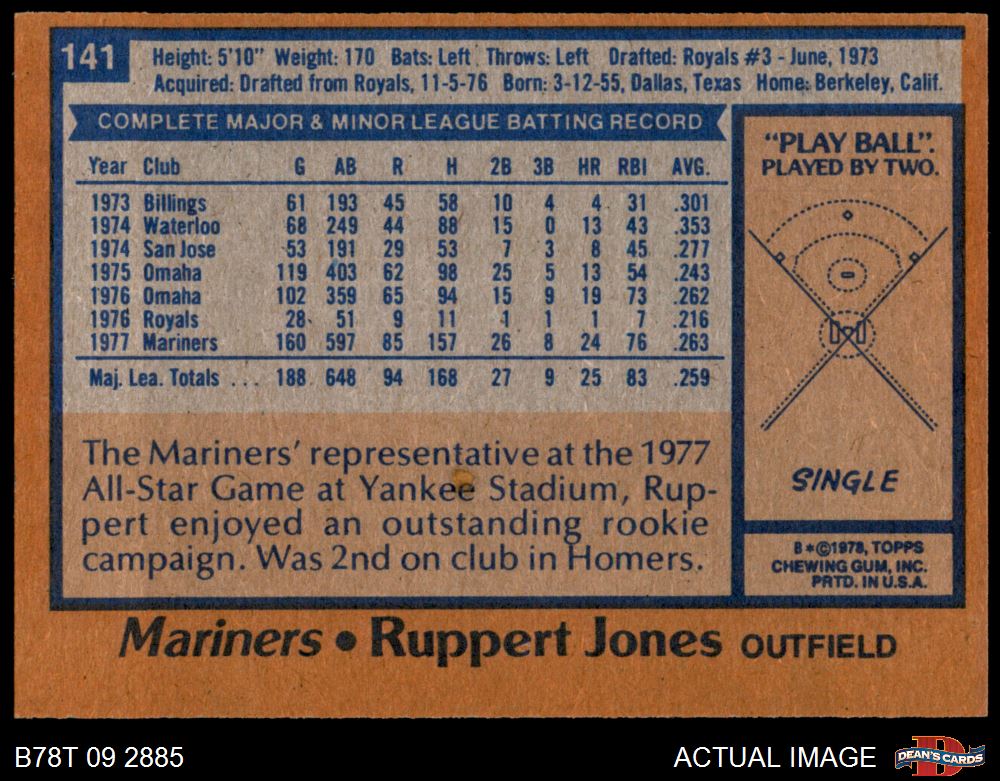 141
Height: 5'10" Weight: 170 Bats: Left Throws: Left Drafted: Royals #3 - June, 1973
Acquired: Drafted from Royals, 11-5-76 Born: 3-12-55, Dallas, Texas Home: Berkeley, Calif.
COMPLETE MAJOR & MINOR LEAGUE BATTING RECORD
Year Club G AB R H 2B 3B HR RBI AVG.
1973 Billings 61 193 45 58 10 4 4 31 .301
1974 Waterloo 68 249 44 88 15 0 13 43 .353
1974 San Jose 53 191 29 53 7 3 8 45 .277
1975 Omaha 119 403 62 98 25 5 13 54 .243
1976 Omaha 102 359 65 94 15 9 19 73 .262
1976 Royals 28 51 9 11 1 1 1 7 .216
1977 Mariners 160 597 85 157 26 8 24 76 .263
Maj. Lea. Totals ... 188 648 94 168 27 9 25 83 .259
The Mariners' representative at the 1977
All-Star Game at Yankee Stadium, Rup-
pert enjoyed an outstanding rookie
campaign. Was 2nd on club in Homers.
"PLAY BALL".
PLAYED BY TWO.
SINGLE
B*©1978, TOPPS
CHEWING GUM, INC.
PRTD. IN U.S.A.
Mariners • Ruppert Jones OUTFIELD
B78T 09 2885
ACTUAL IMAGE
DEAN'S CARDS